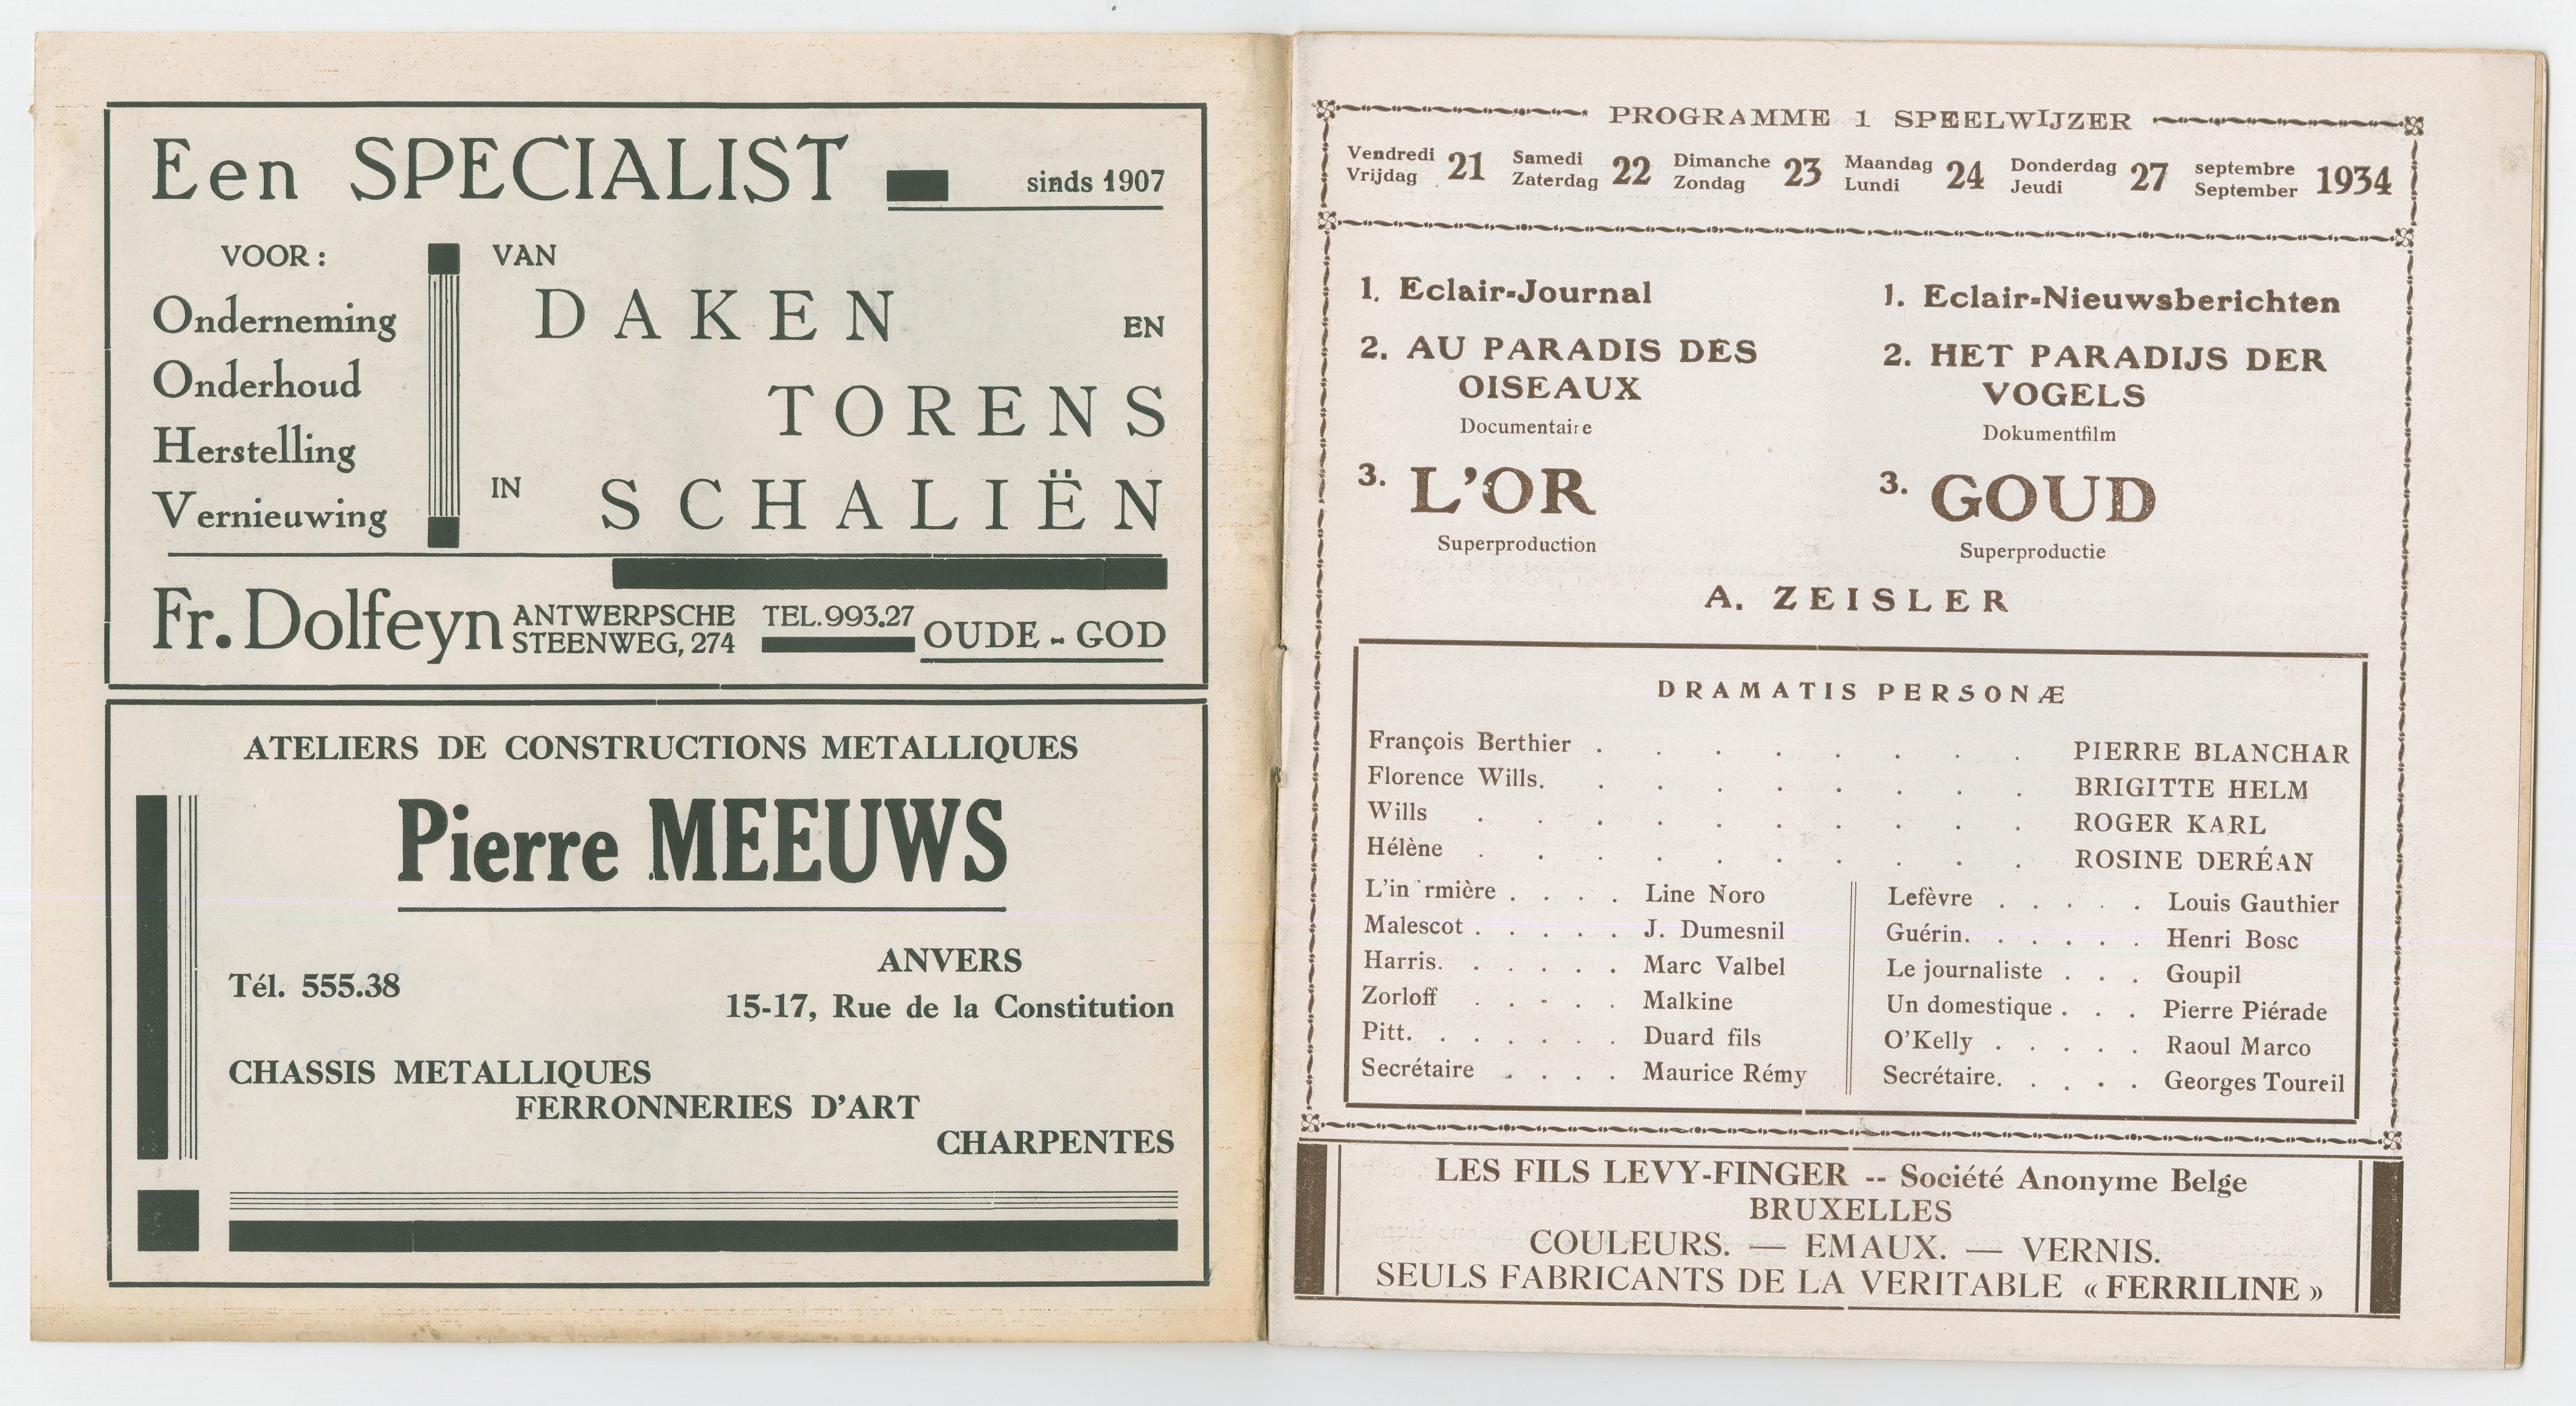 Een SPECIALIST sinds 1907
VOOR :
Onderneming
Onderhoud
Herstelling
Vernieuwing
VAN
DAKEN EN
TORENS
IN SCHALIËN
Fr. Dolfeyn ANTWERPSCHE STEENWEG, 274 TEL. 993.27 OUDE - GOD
ATELIERS DE CONSTRUCTIONS METALLIQUES
Pierre MEEUWS
Tél. 555.38
ANVERS
15-17, Rue de la Constitution
CHASSIS METALLIQUES
FERRONNERIES D'ART
CHARPENTES
PROGRAMME 1 SPEELWIJZER
Vendredi Vrijdag 21 Samedi Zaterdag 22 Dimanche Zondag 23 Maandag Lundi 24 Donderdag Jeudi 27 septembre September 1934
1. Eclair-Journal
2. AU PARADIS DES
OISEAUX
Documentaire
3. L'OR
Superproduction
1. Eclair-Nieuwsberichten
2. HET PARADIJS DER
VOGELS
Dokumentfilm
3. GOUD
Superproductie
A. ZEISLER
DRAMATIS PERSONÆ
François Berthier . . . . . . . . PIERRE BLANCHAR
Florence Wills. . . . . . . . . BRIGITTE HELM
Wills . . . . . . . . . . ROGER KARL
Hélène . . . . . . . . . . ROSINE DERÉAN
L'in rmière . . . . Line Noro
Malescot . . . . . J. Dumesnil
Harris. . . . . . Marc Valbel
Zorloff . . - . . Malkine
Pitt. . . . . . . Duard fils
Secrétaire . . . . Maurice Rémy
Lefèvre . . . . . Louis Gauthier
Guérin. . . . . . Henri Bosc
Le journaliste . . . Goupil
Un domestique . . . Pierre Piérade
O'Kelly . . . . . Raoul Marco
Secrétaire. . . . . Georges Toureil
LES FILS LEVY-FINGER -- Société Anonyme Belge
BRUXELLES
COULEURS. — EMAUX. — VERNIS.
SEULS FABRICANTS DE LA VERITABLE « FERRILINE »